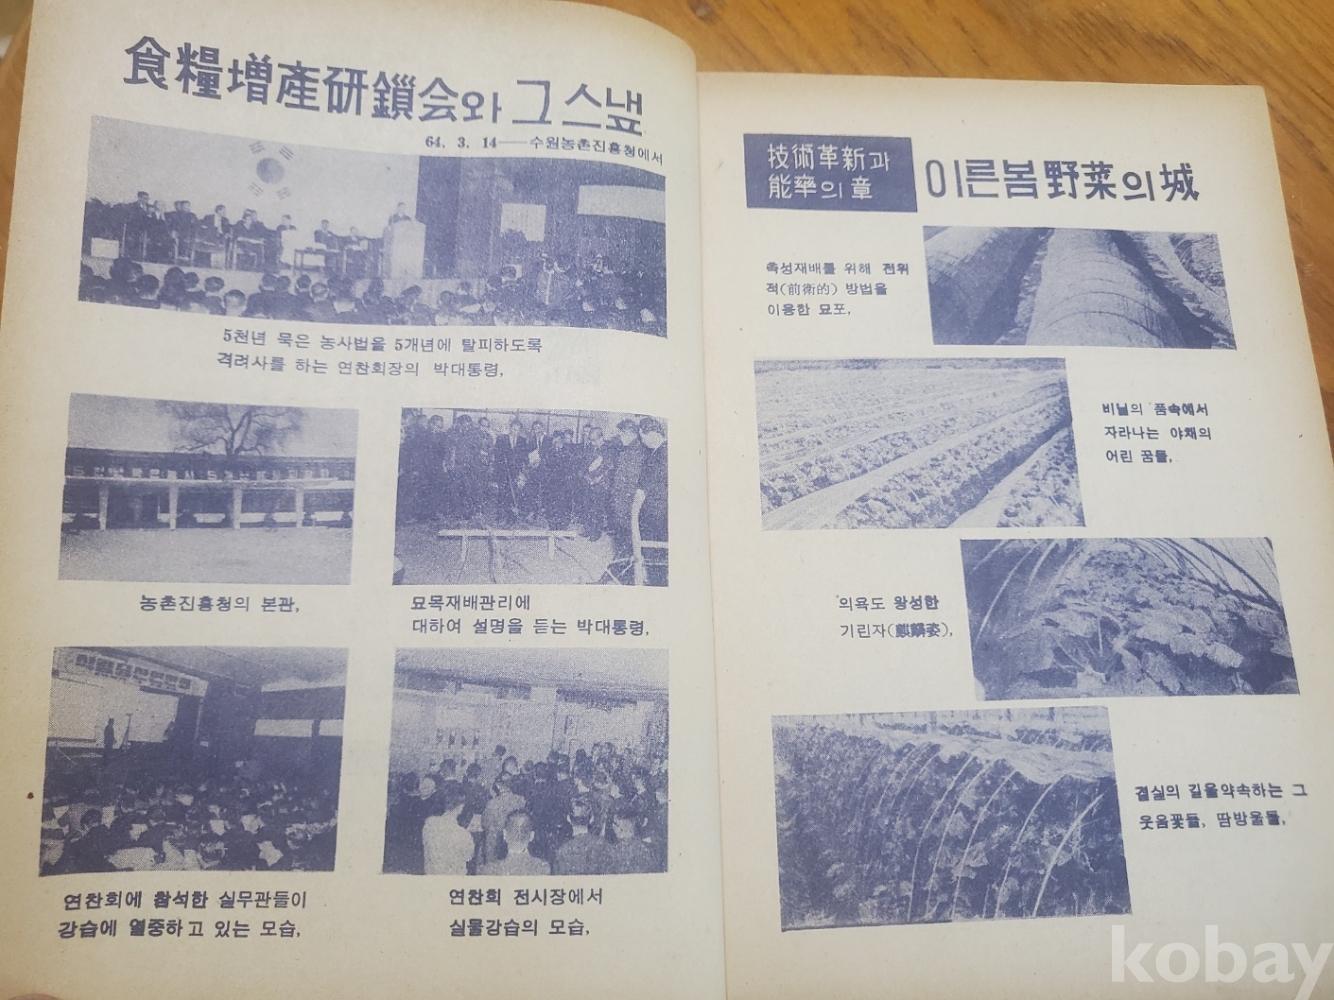 食糧增產硏鑽会와 그 스냎
64. 3. 14——수원농촌진흥청에서
5천년 묵은 농사법을 5개년에 탈피하도록
격려사를 하는 연찬회장의 박대통령,
농촌진흥청의 본관,
묘목재배관리에
대하여 설명을 듣는 박대통령,
연찬회에 참석한 실무관들이
강습에 열중하고 있는 모습,
연찬회 전시장에서
실물강습의 모습,
技術革新과
能率의 章
이른봄 野菜의 城
촉성재배를 위해 전위
적(前衛的) 방법을
이용한 묘포,
비닐의 품속에서
자라나는 야채의
어린 꿈들,
의욕도 왕성한
기린자(麒麟姿),
결실의 길을약속하는 그
웃음꽃들, 땀방울들,
kobay